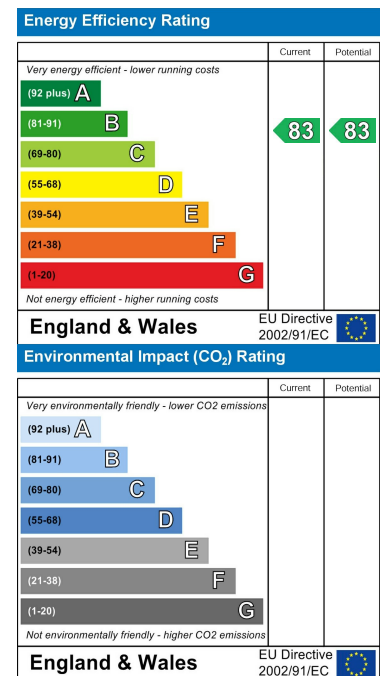 Energy Efficiency Rating
Current Potential
Very energy efficient - lower running costs
(92 plus) A
(81-91) B
83 83
(69-80) C
(55-68) D
(39-54) E
(21-38) F
(1-20) G
Not energy efficient - higher running costs
England & Wales
EU Directive
2002/91/EC
Environmental Impact (CO₂) Rating
Current Potential
Very environmentally friendly - lower CO2 emissions
(92 plus) A
(81-91) B
(69-80) C
(55-68) D
(39-54) E
(21-38) F
(1-20) G
Not environmentally friendly - higher CO2 emissions
England & Wales
EU Directive
2002/91/EC